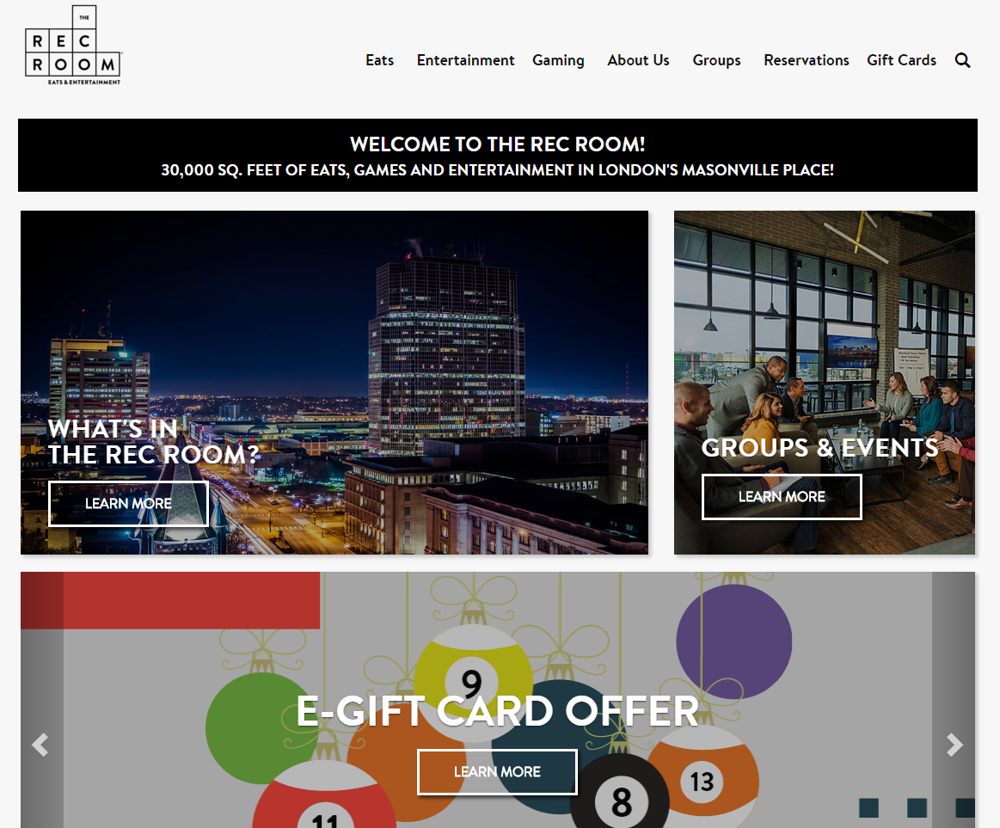 THE
REC
ROOM
EATS & ENTERTAINMENT
Eats Entertainment Gaming About Us Groups Reservations Gift Cards
WELCOME TO THE REC ROOM!
30,000 SQ. FEET OF EATS, GAMES AND ENTERTAINMENT IN LONDON'S MASONVILLE PLACE!
WHAT'S IN
THE REC ROOM?
LEARN MORE
GROUPS & EVENTS
LEARN MORE
9
E-GIFT CARD OFFER
LEARN MORE
13
8
11